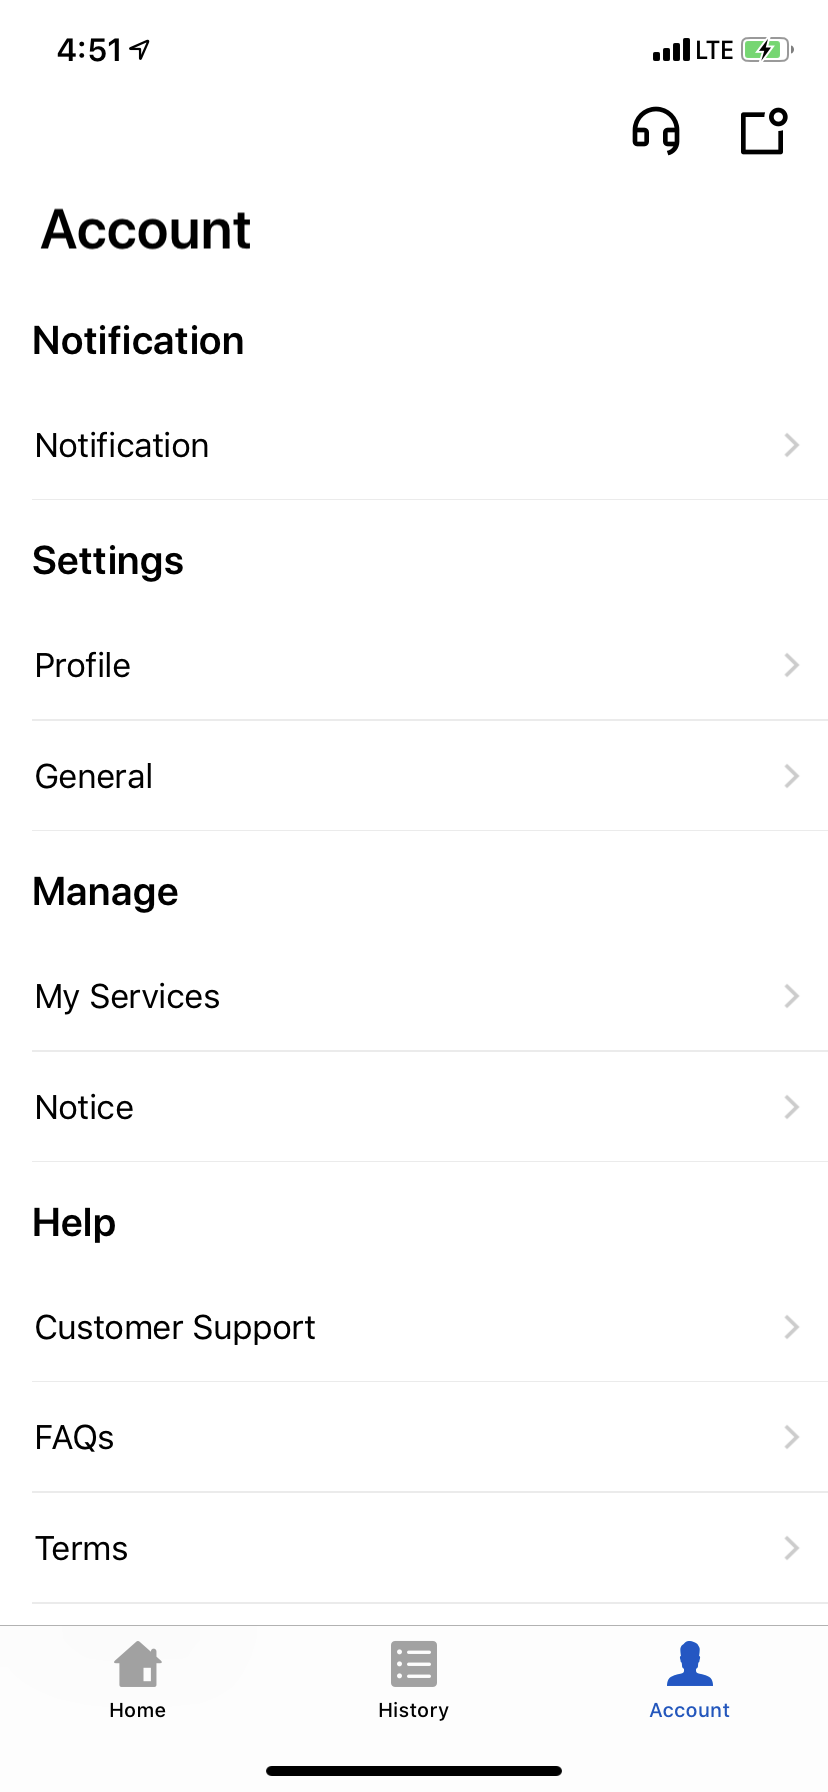 4:51
LTE
Account
Notification
Notification
Settings
Profile
General
Manage
My Services
Notice
Help
Customer Support
FAQs
Terms
Home
History
Account